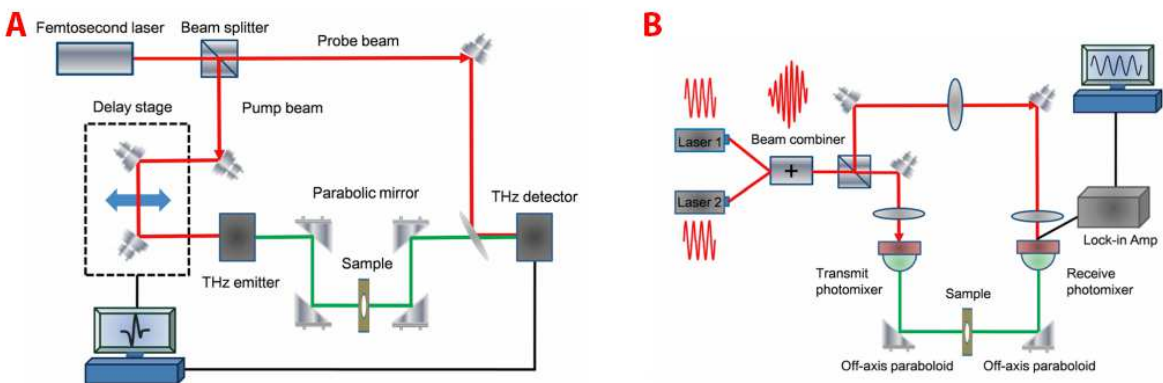 A
Femtosecond laser
Beam splitter
Probe beam
Pump beam
Delay stage
Parabolic mirror
THz detector
THz emitter
Sample
B
Laser 1
Laser 2
Beam combiner
+
Lock-in Amp
Transmit
photomixer
Receive
photomixer
Sample
Off-axis paraboloid
Off-axis paraboloid